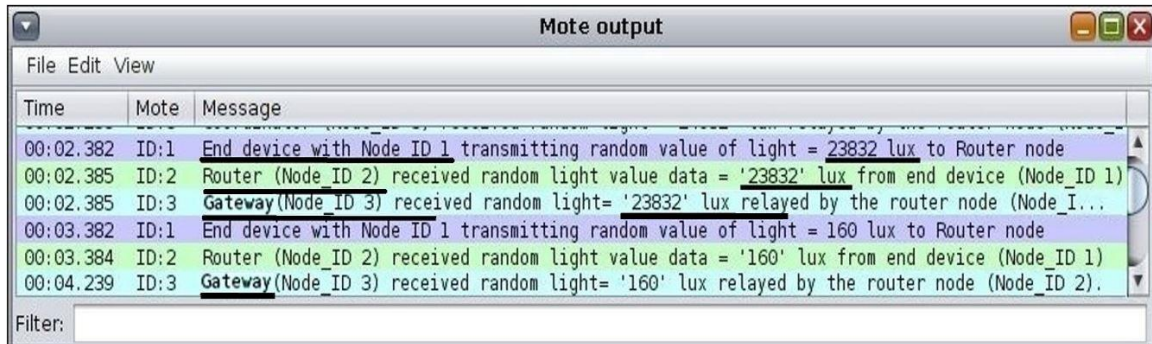 Mote output
File Edit View
Time Mote Message
00:02.382 ID:1 End device with Node ID 1 transmitting random value of light = 23832 lux to Router node
00:02.385 ID:2 Router (Node_ID 2) received random light value data = '23832' lux from end device (Node_ID 1)
00:02.385 ID:3 Gateway(Node_ID 3) received random light= '23832' lux relayed by the router node (Node_I...
00:03.382 ID:1 End device with Node ID 1 transmitting random value of light = 160 lux to Router node
00:03.384 ID:2 Router (Node_ID 2) received random light value data = '160' lux from end device (Node_ID 1)
00:04.239 ID:3 Gateway(Node_ID 3) received random light= '160' lux relayed by the router node (Node_ID 2).
Filter: